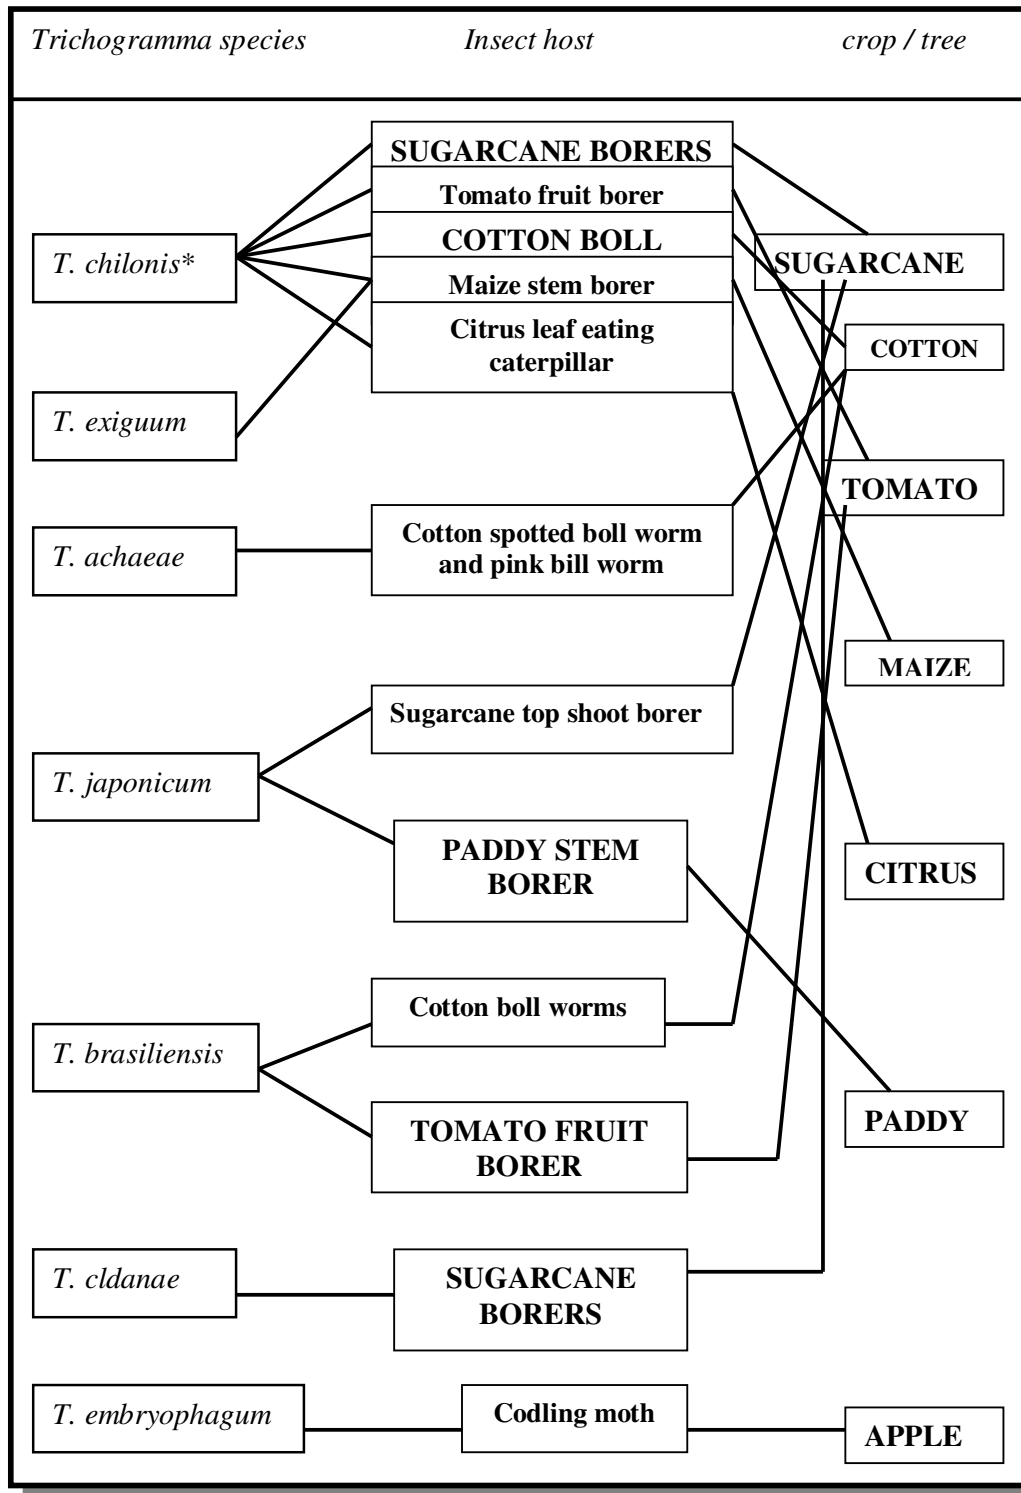 Trichogramma species
Insect host
crop / tree
SUGARCANE BORERS
Tomato fruit borer
COTTON BOLL
Maize stem borer
Citrus leaf eating
caterpillar
T. chilonis*
SUGARCANE
COTTON
T. exiguum
TOMATO
T. achaeae
Cotton spotted boll worm
and pink bill worm
MAIZE
T. japonicum
Sugarcane top shoot borer
PADDY STEM
BORER
CITRUS
T. brasiliensis
Cotton boll worms
TOMATO FRUIT
BORER
PADDY
T. cldanae
SUGARCANE
BORERS
T. embryophagum
Codling moth
APPLE